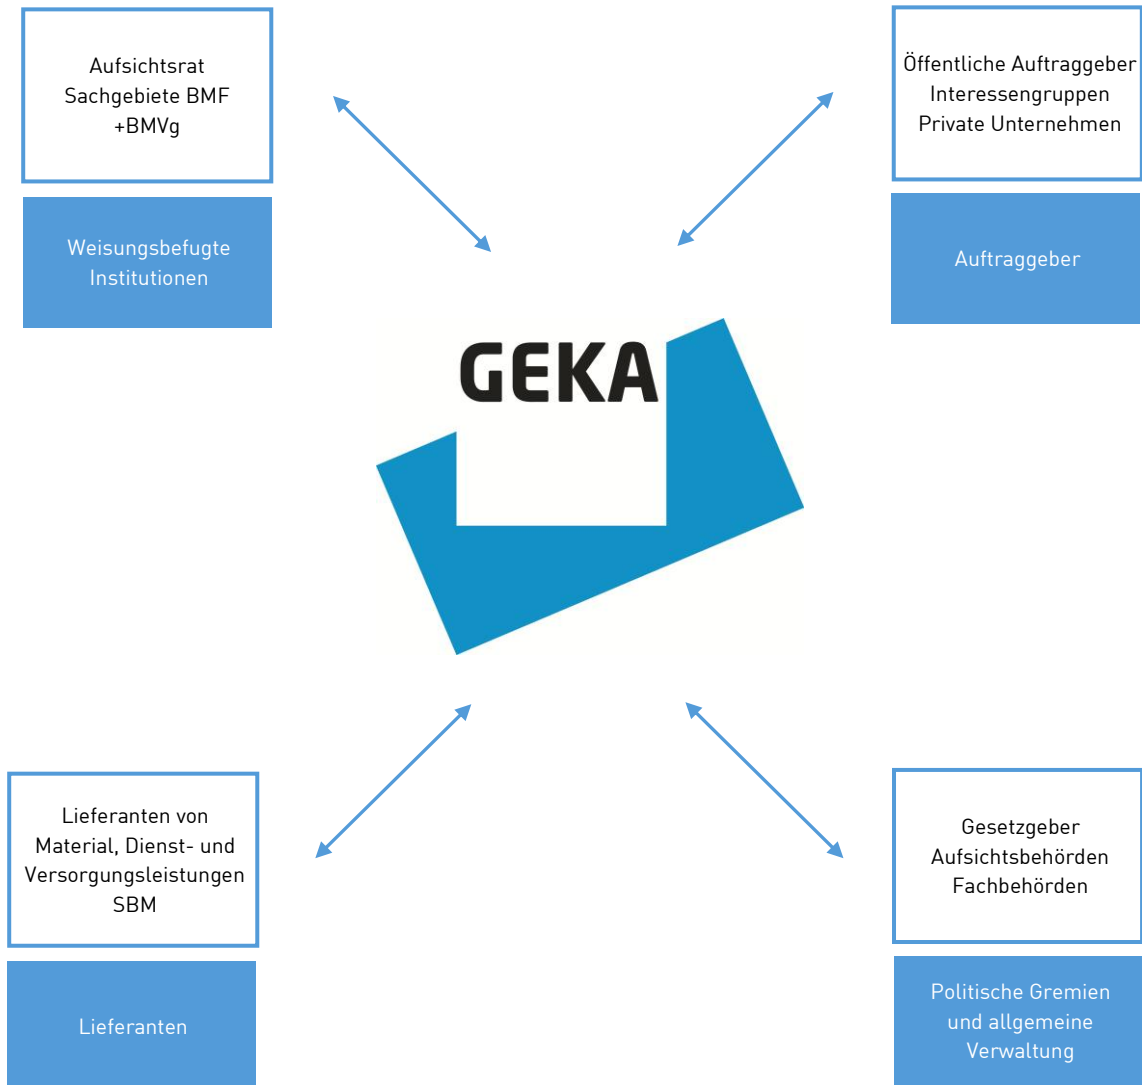 Aufsichtsrat
Sachgebiete BMF
+BMVg
Weisungsbefugte
Institutionen
Öffentliche Auftraggeber
Interessengruppen
Private Unternehmen
Auftraggeber
GEKA
Lieferanten von
Material, Dienst- und
Versorgungsleistungen
SBM
Lieferanten
Gesetzgeber
Aufsichtsbehörden
Fachbehörden
Politische Gremien
und allgemeine
Verwaltung